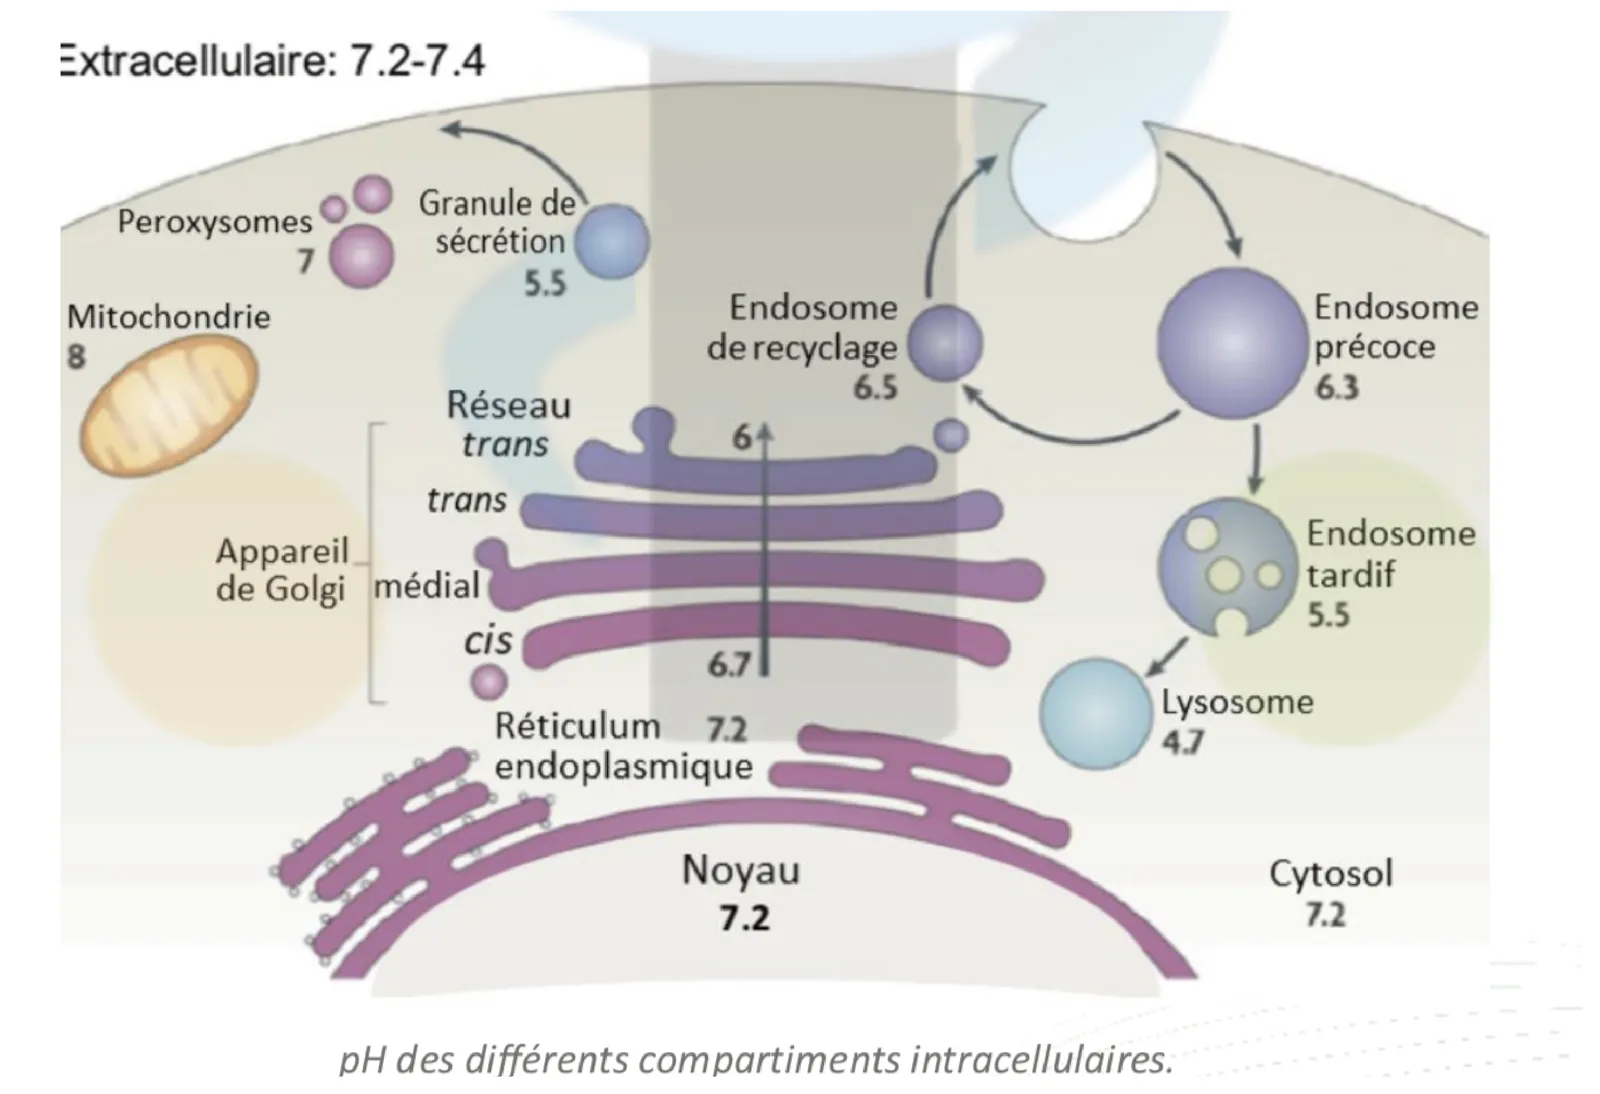 Extracellulaire: 7.2-7.4
Peroxysomes
7
Granule de
sécrétion
5.5
Mitochondrie
8
Endosome
de recyclage
6.5
Endosome
précoce
6.3
Réseau
trans
6
trans
Appareil
de Golgi
médial
cis
6.7
Endosome
tardif
5.5
Lysosome
4.7
Réticulum 7.2
endoplasmique
Noyau
7.2
Cytosol
7.2
pH des différents compartiments intracellulaires.